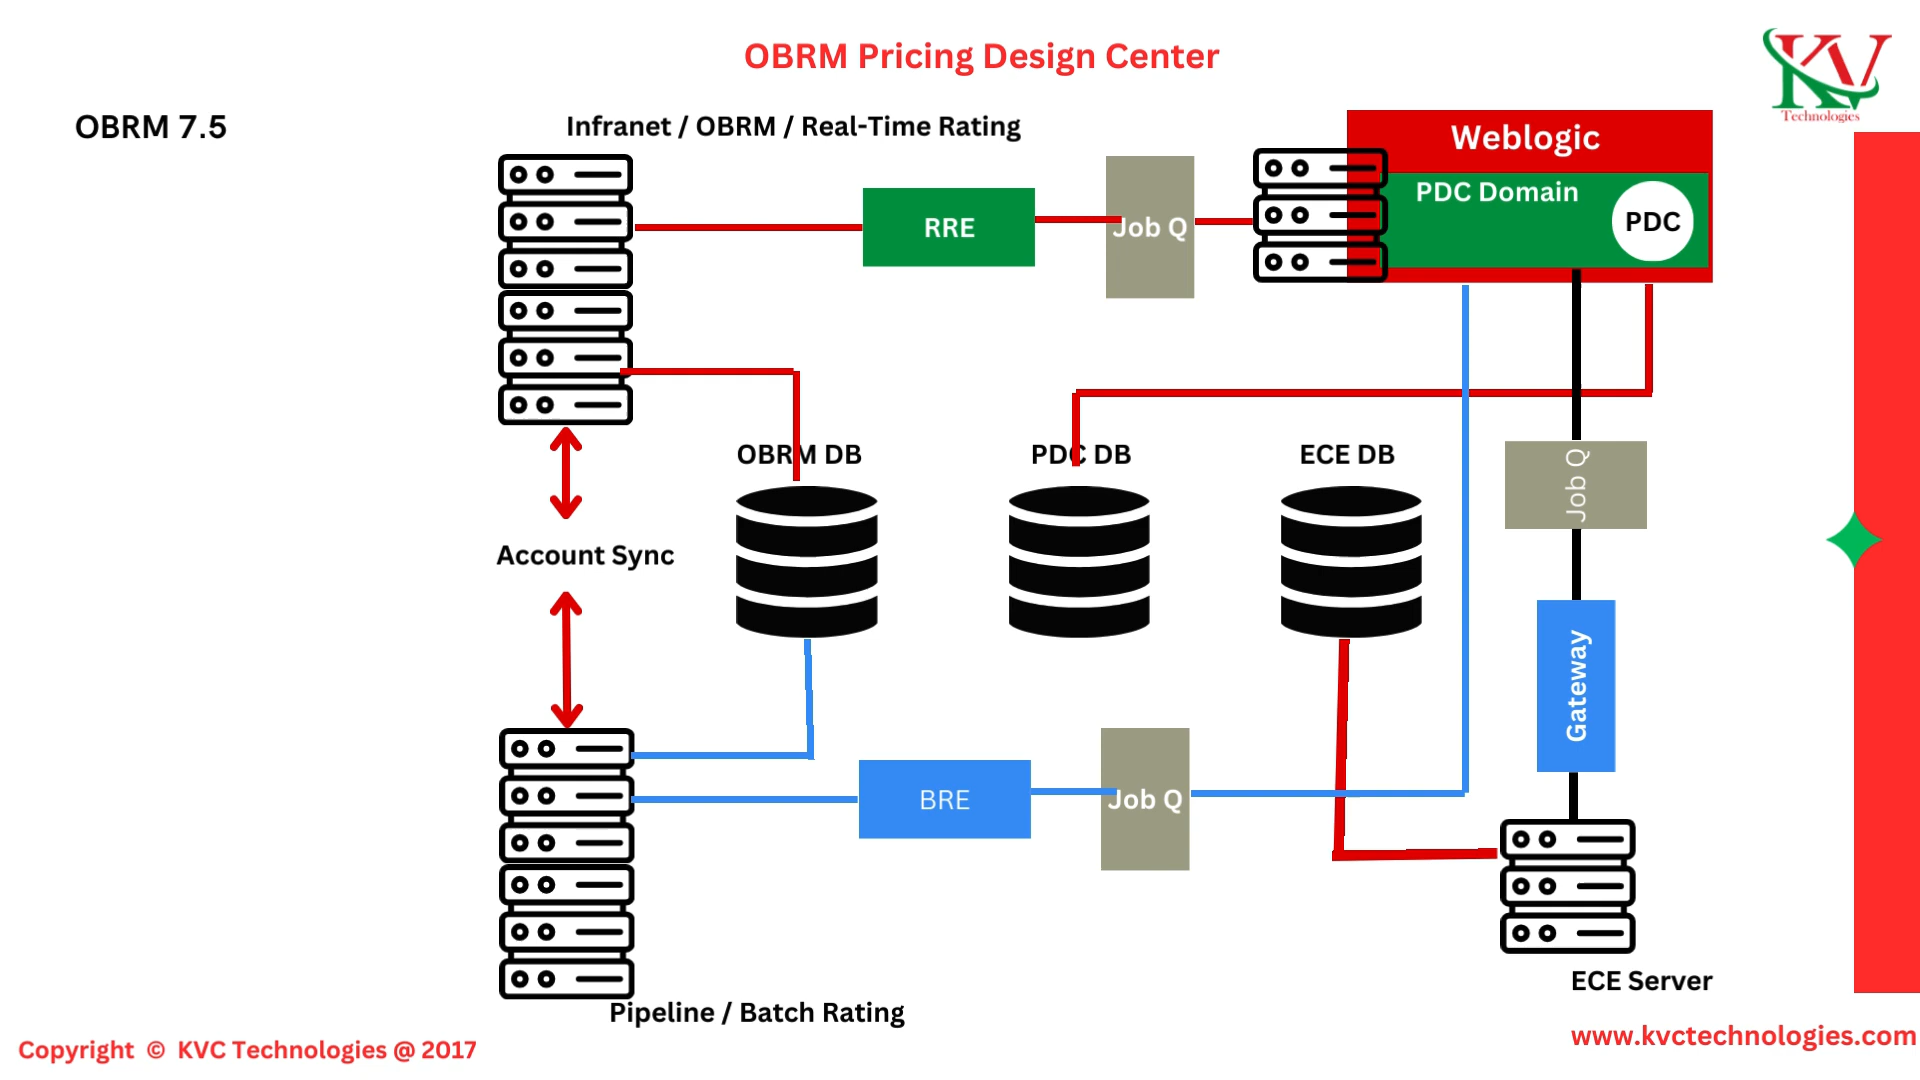 OBRM Pricing Design Center
KV
Technologies
OBRM 7.5
Infranet / OBRM / Real-Time Rating
Weblogic
PDC Domain
PDC
RRE
Job Q
OBRM DB
PDC DB
ECE DB
Job Q
Account Sync
Gateway
BRE
Job Q
ECE Server
Pipeline / Batch Rating
www.kvctechnologies.com
Copyright © KVC Technologies @ 2017